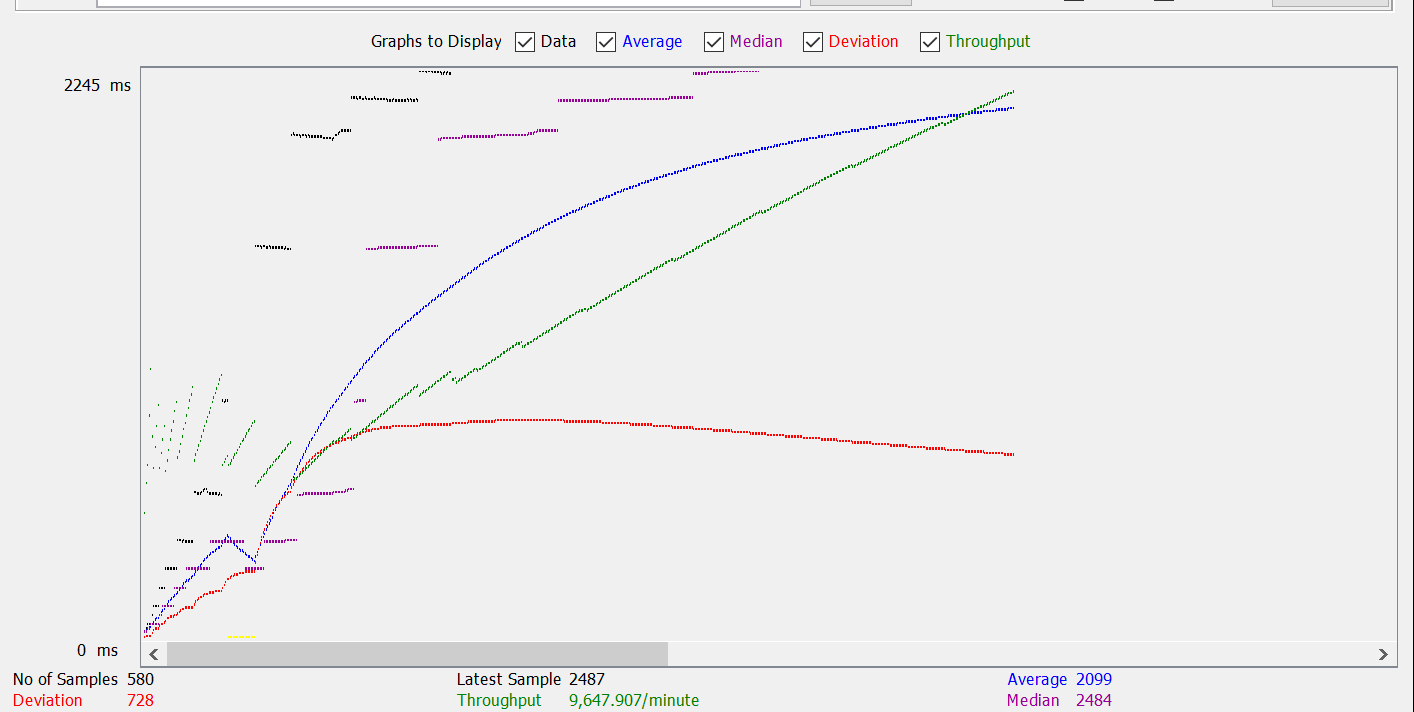 Graphs to Display Data Average Median Deviation Throughput
2245 ms
0 ms
No of Samples 580 Latest Sample 2487 Average 2099
Deviation 728 Throughput 9,647.907/minute Median 2484